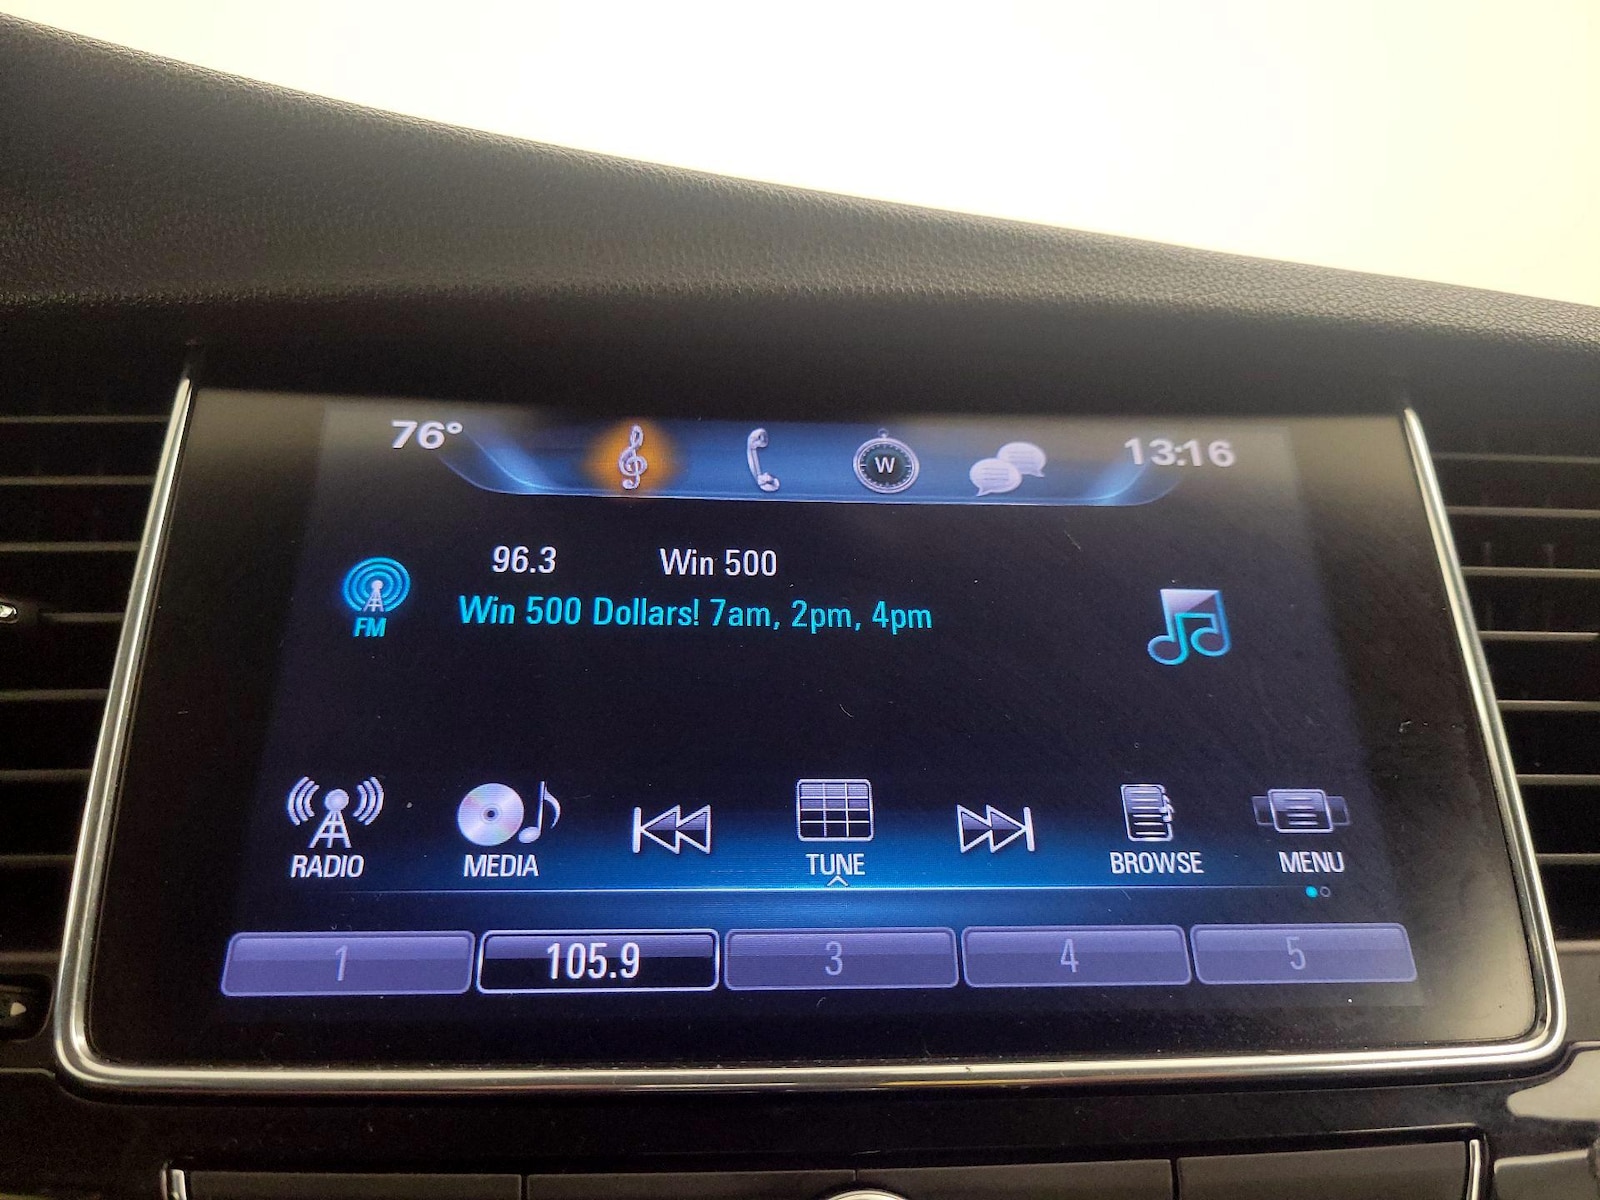 76°
W
13:16
96.3 Win 500
FM
Win 500 Dollars! 7am, 2pm, 4pm
RADIO MEDIA TUNE BROWSE MENU
1 105.9 3 4 5